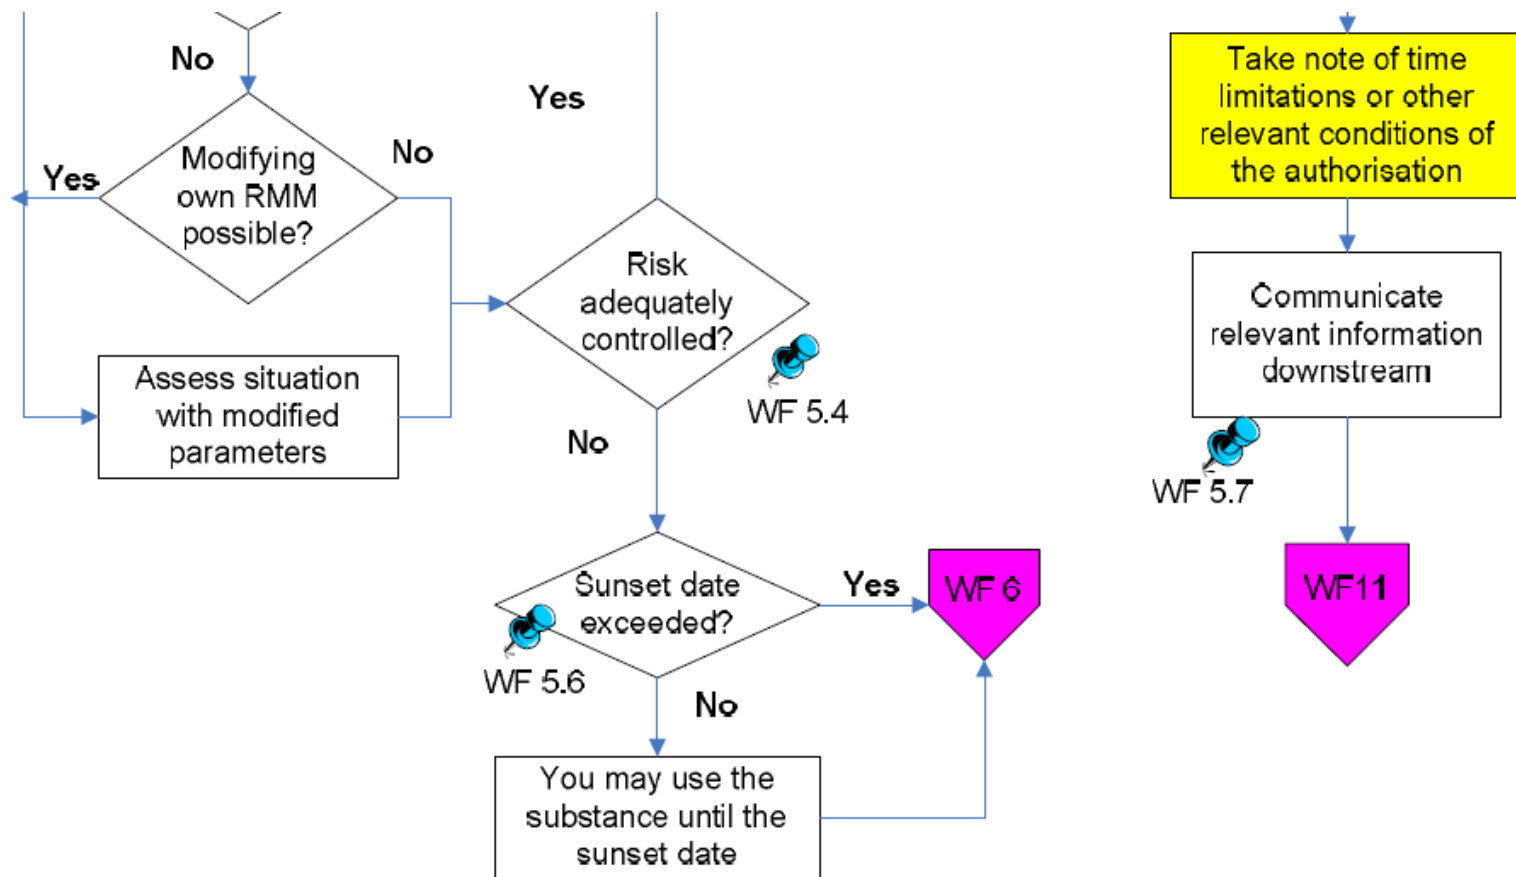 No
Yes
Modifying
own RMM
possible?
Yes
No
Risk
adequately
controlled?
WF 5.4
Assess situation
with modified
parameters
No
Sunset date
exceeded?
WF 5.6
Yes
WF 6
No
You may use the
substance until the
sunset date
Take note of time
limitations or other
relevant conditions of
the authorisation
Communicate
relevant information
downstream
WF 5.7
WF11